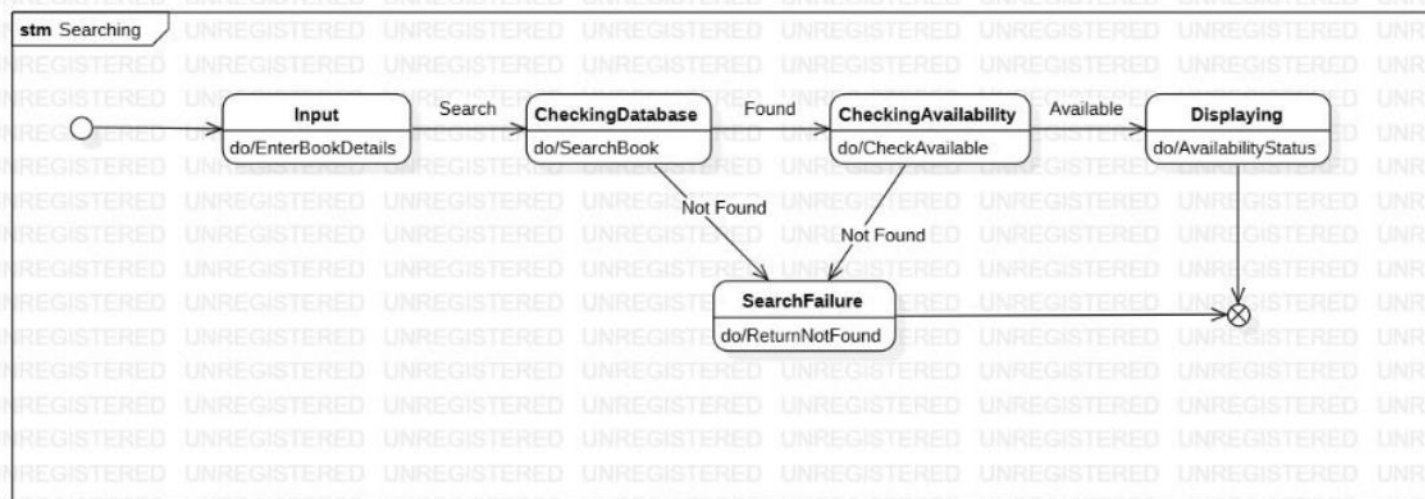 stm Searching
Input
do/EnterBookDetails
Search
CheckingDatabase
do/SearchBook
Found
CheckingAvailability
do/CheckAvailable
Available
Displaying
do/AvailabilityStatus
Not Found
Not Found
SearchFailure
do/ReturnNotFound
UNREGISTERED